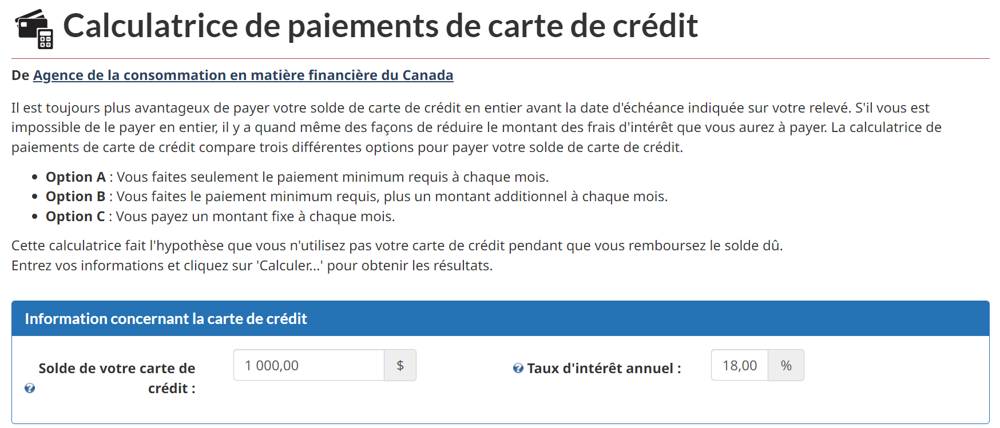 Calculatrice de paiements de carte de crédit
De Agence de la consommation en matière financière du Canada
Il est toujours plus avantageux de payer votre solde de carte de crédit en entier avant la date d'échéance indiquée sur votre relevé. S'il vous est
impossible de le payer en entier, il y a quand même des façons de réduire le montant des frais d'intérêt que vous aurez à payer. La calculatrice de
paiements de carte de crédit compare trois différentes options pour payer votre solde de carte de crédit.
• Option A : Vous faites seulement le paiement minimum requis à chaque mois.
• Option B : Vous faites le paiement minimum requis, plus un montant additionnel à chaque mois.
• Option C : Vous payez un montant fixe à chaque mois.
Cette calculatrice fait l'hypothèse que vous n'utilisez pas votre carte de crédit pendant que vous remboursez le solde dû.
Entrez vos informations et cliquez sur 'Calculer...' pour obtenir les résultats.
Information concernant la carte de crédit
Solde de votre carte de
? crédit :
1 000,00 $
? Taux d'intérêt annuel :
18,00 %